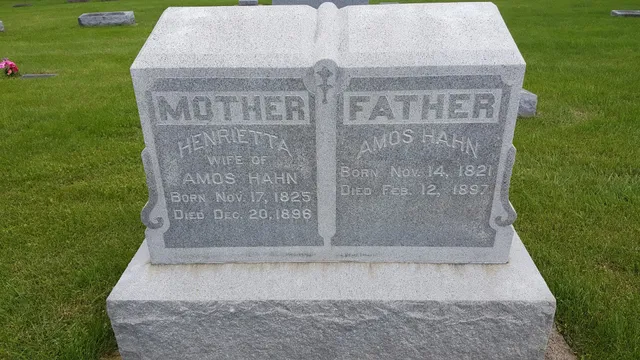 MOTHER
HENRIETTA
WIFE OF
AMOS HAHN
BORN NOV. 17, 1825
DIED DEC. 20, 1896
FATHER
AMOS HAHN
BORN NOV. 14, 1821
DIED FEB. 12, 1897